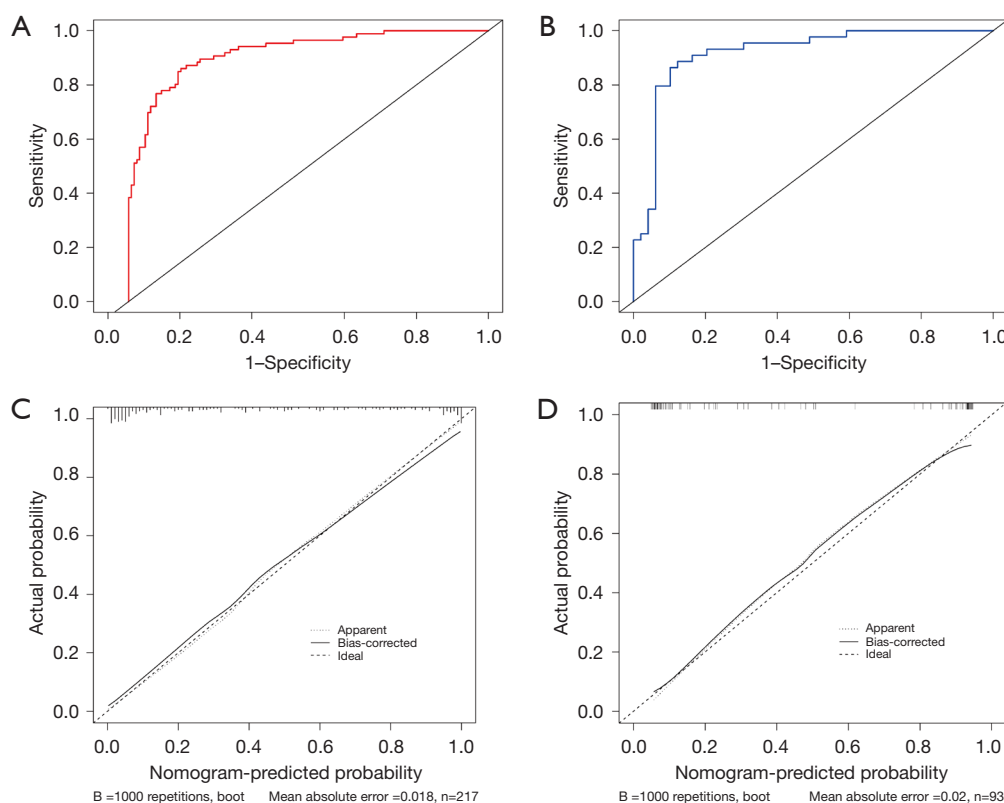 A
1.0
0.8
0.6
0.4
0.2
0.0
Sensitivity
0.0 0.2 0.4 0.6 0.8 1.0
1–Specificity
B
1.0
0.8
0.6
0.4
0.2
0.0
Sensitivity
0.0 0.2 0.4 0.6 0.8 1.0
1–Specificity
C
1.0
0.8
0.6
0.4
0.2
0.0
Actual probability
Apparent
Bias-corrected
Ideal
0.0 0.2 0.4 0.6 0.8 1.0
Nomogram-predicted probability
B =1000 repetitions, boot Mean absolute error =0.018, n=217
D
1.0
0.8
0.6
0.4
0.2
0.0
Actual probability
Apparent
Bias-corrected
Ideal
0.0 0.2 0.4 0.6 0.8 1.0
Nomogram-predicted probability
B =1000 repetitions, boot Mean absolute error =0.02, n=93